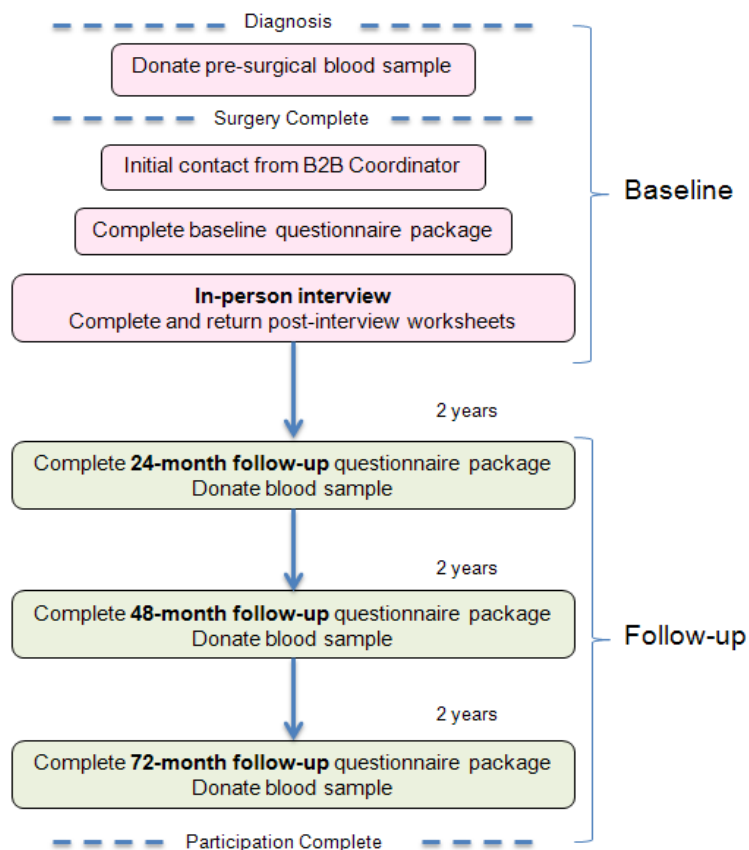 Diagnosis
Donate pre-surgical blood sample
Surgery Complete
Initial contact from B2B Coordinator
Baseline
Complete baseline questionnaire package
In-person interview
Complete and return post-interview worksheets
2 years
Complete 24-month follow-up questionnaire package
Donate blood sample
2 years
Complete 48-month follow-up questionnaire package
Donate blood sample
Follow-up
2 years
Complete 72-month follow-up questionnaire package
Donate blood sample
Participation Complete